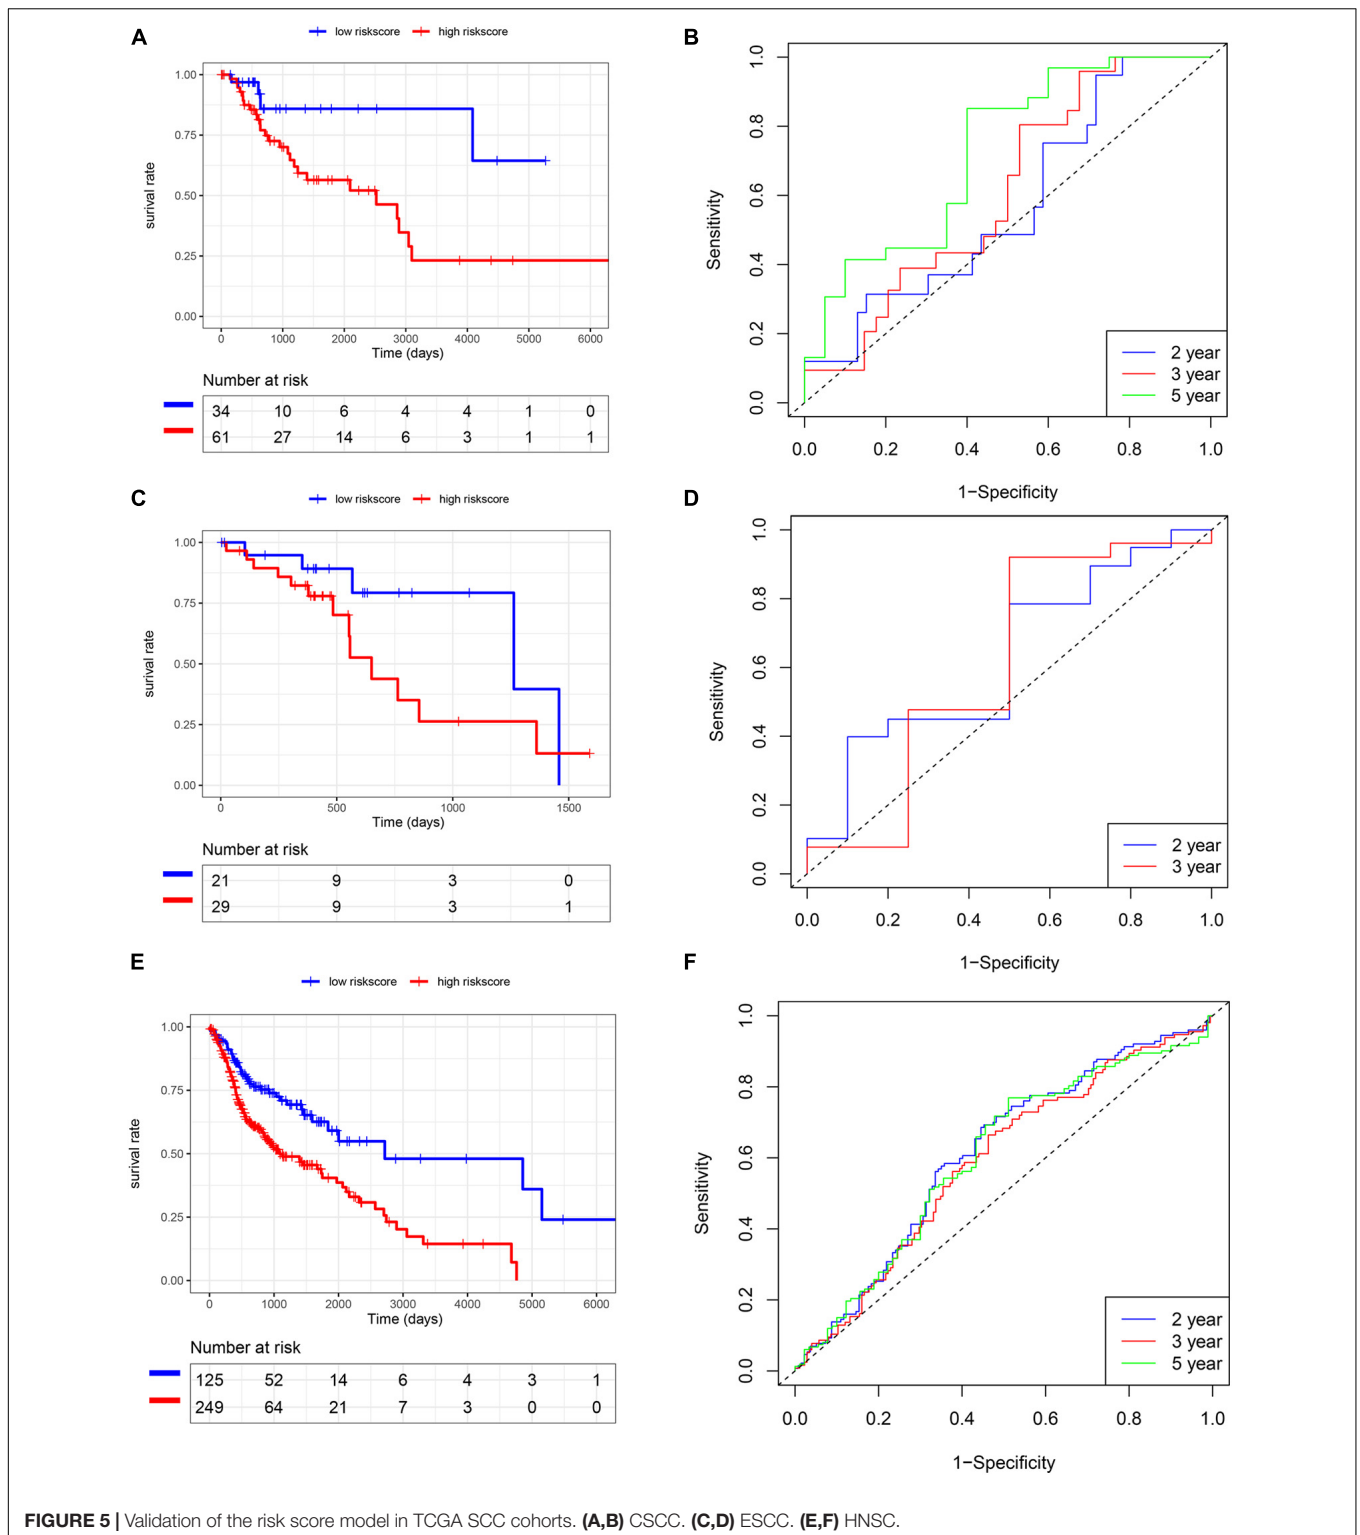 A
low riskscore high riskscore
surival rate
1.00
0.75
0.50
0.25
0.00
0 1000 2000 3000 4000 5000 6000
Time (days)
Number at risk
34 10 6 4 4 1 0
61 27 14 6 3 1 1
B
Sensitivity
1.0
0.8
0.6
0.4
0.2
0.0
2 year
3 year
5 year
0.0 0.2 0.4 0.6 0.8 1.0
1−Specificity
C
low riskscore high riskscore
surival rate
1.00
0.75
0.50
0.25
0.00
0 500 1000 1500
Time (days)
Number at risk
21 9 3 0
29 9 3 1
D
Sensitivity
1.0
0.8
0.6
0.4
0.2
0.0
2 year
3 year
0.0 0.2 0.4 0.6 0.8 1.0
1−Specificity
E
low riskscore high riskscore
surival rate
1.00
0.75
0.50
0.25
0.00
0 1000 2000 3000 4000 5000 6000
Time (days)
Number at risk
125 52 14 6 4 3 1
249 64 21 7 3 0 0
F
Sensitivity
1.0
0.8
0.6
0.4
0.2
0.0
2 year
3 year
5 year
0.0 0.2 0.4 0.6 0.8 1.0
1−Specificity
FIGURE 5 | Validation of the risk score model in TCGA SCC cohorts. (A,B) CSCC. (C,D) ESCC. (E,F) HNSC.